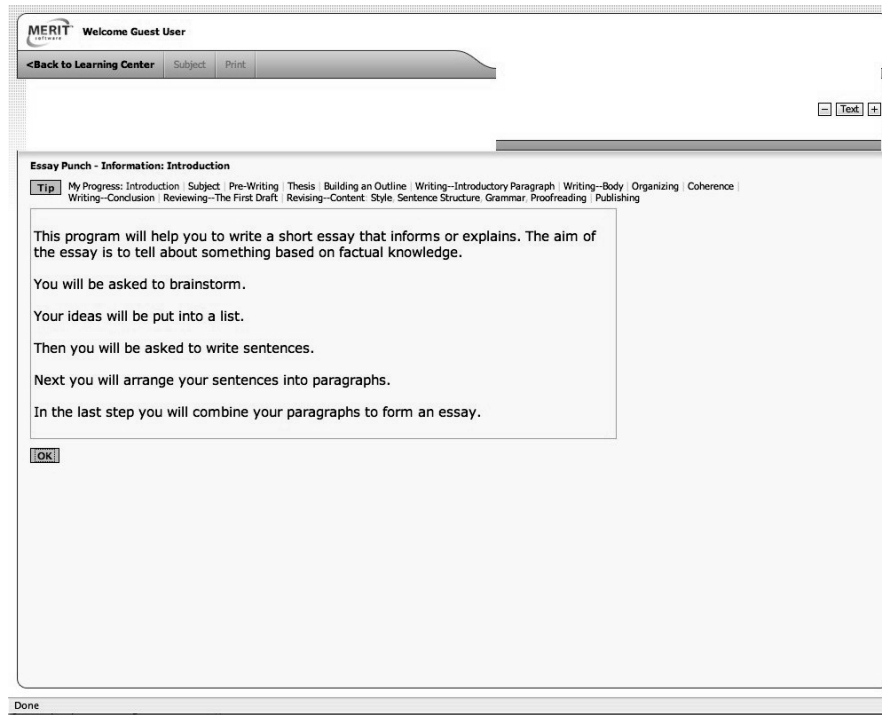 MERIT
software
Welcome Guest User
<Back to Learning Center Subject Print
- Text +
Essay Punch - Information: Introduction
Tip
My Progress: Introduction | Subject | Pre-Writing | Thesis | Building an Outline | Writing--Introductory Paragraph | Writing--Body | Organizing | Coherence |
Writing--Conclusion | Reviewing--The First Draft | Revising--Content: Style, Sentence Structure, Grammar, Proofreading | Publishing
This program will help you to write a short essay that informs or explains. The aim of
the essay is to tell about something based on factual knowledge.
You will be asked to brainstorm.
Your ideas will be put into a list.
Then you will be asked to write sentences.
Next you will arrange your sentences into paragraphs.
In the last step you will combine your paragraphs to form an essay.
OK
Done